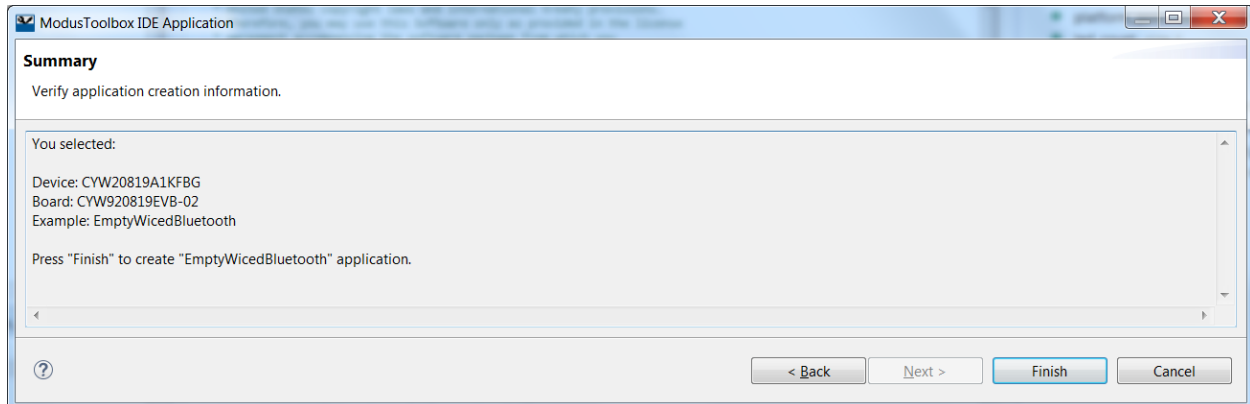 ModusToolbox IDE Application
Summary
Verify application creation information.
You selected:
Device: CYW20819A1KFBG
Board: CYW920819EVB-02
Example: EmptyWicedBluetooth
Press "Finish" to create "EmptyWicedBluetooth" application.
?
< Back
Next >
Finish
Cancel